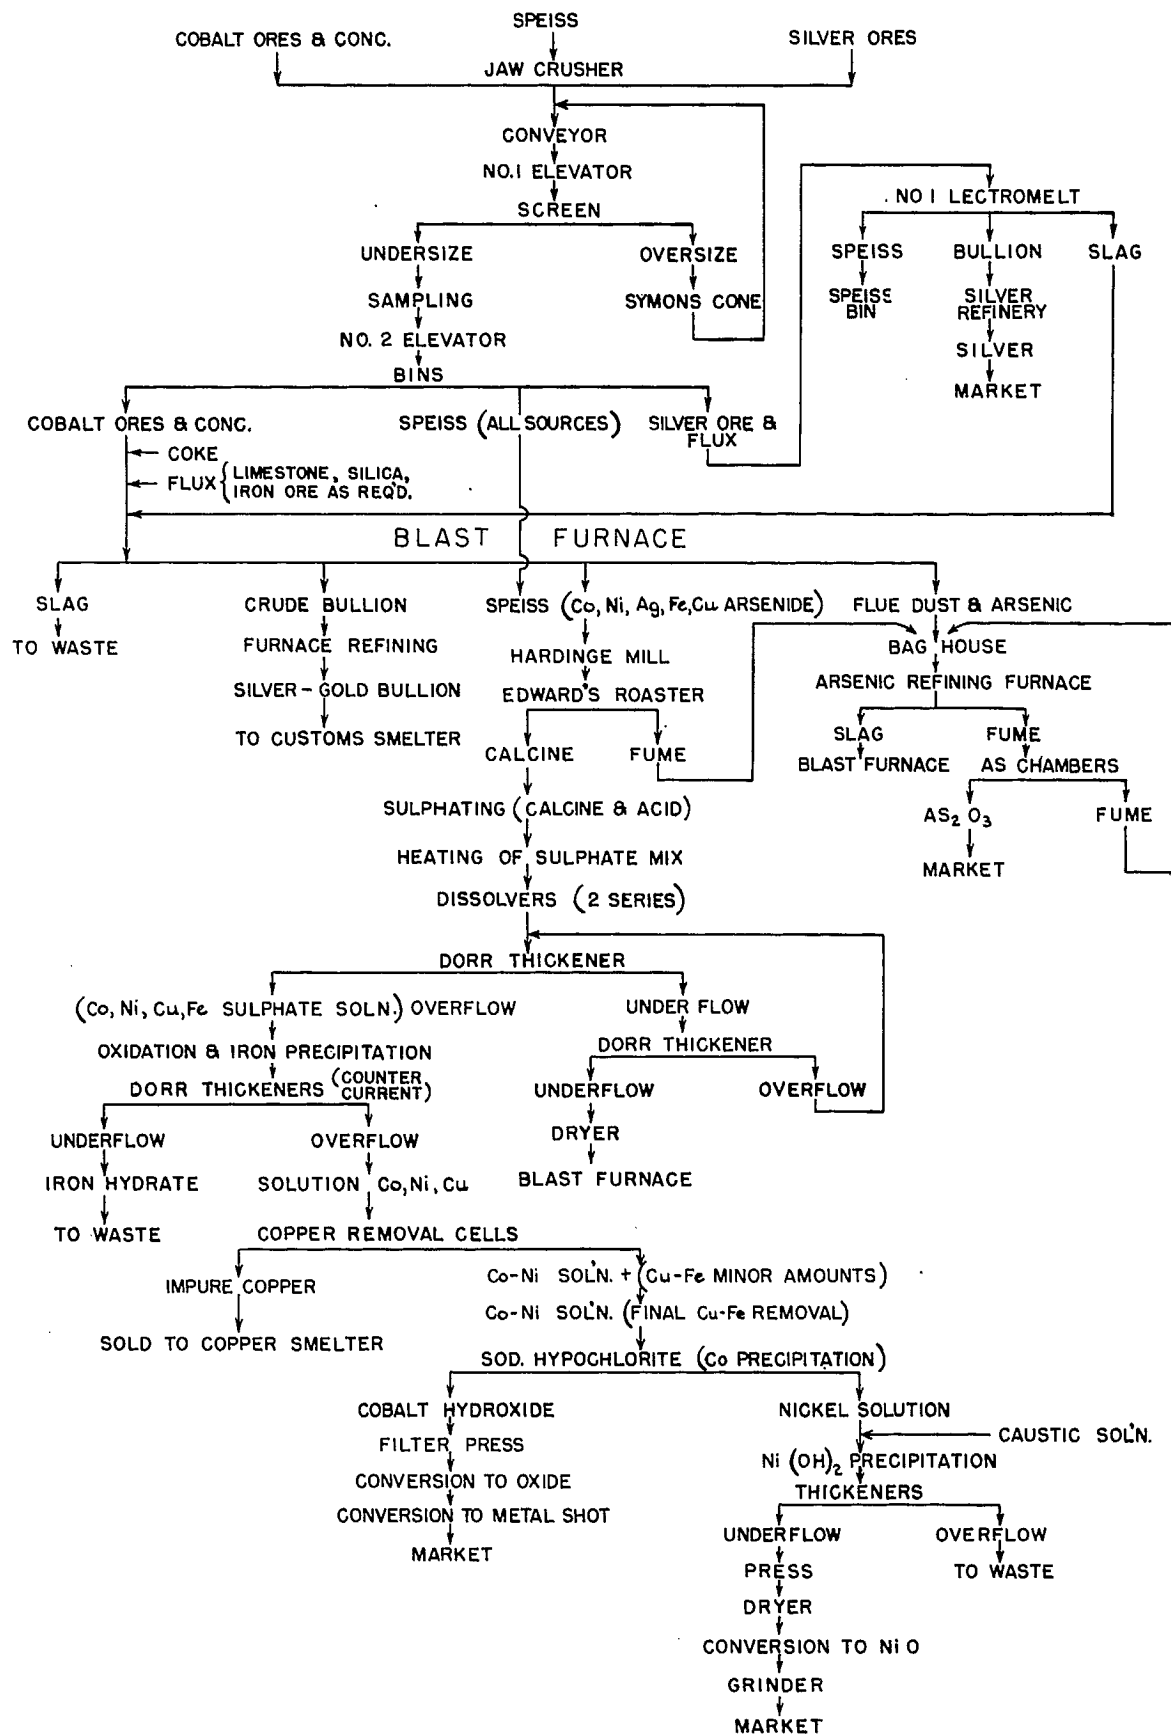 SPEISS
COBALT ORES & CONC.
SILVER ORES
JAW CRUSHER
CONVEYOR
NO.1 ELEVATOR
SCREEN
UNDERSIZE
OVERSIZE
SAMPLING
SYMONS CONE
NO. 2 ELEVATOR
BINS
NO 1 LECTROMELT
SPEISS
BULLION
SLAG
SPEISS
BIN
SILVER
REFINERY
SILVER
MARKET
COBALT ORES & CONC.
SPEISS (ALL SOURCES)
SILVER ORE &
FLUX
COKE
FLUX { LIMESTONE, SILICA,
IRON ORE AS REQ'D.
BLAST FURNACE
SLAG
CRUDE BULLION
SPEISS (Co, Ni, Ag, Fe, Cu ARSENIDE)
FLUE DUST & ARSENIC
TO WASTE
FURNACE REFINING
HARDINGE MILL
BAG HOUSE
SILVER-GOLD BULLION
EDWARD'S ROASTER
ARSENIC REFINING FURNACE
TO CUSTOMS SMELTER
CALCINE
FUME
SLAG
FUME
BLAST FURNACE
AS CHAMBERS
SULPHATING (CALCINE & ACID)
AS2 O3
FUME
HEATING OF SULPHATE MIX
MARKET
DISSOLVERS (2 SERIES)
DORR THICKENER
(Co, Ni, Cu, Fe SULPHATE SOLN.) OVERFLOW
UNDER FLOW
OXIDATION & IRON PRECIPITATION
DORR THICKENER
DORR THICKENERS (COUNTER
CURRENT)
UNDERFLOW
OVERFLOW
UNDERFLOW
OVERFLOW
DRYER
IRON HYDRATE
SOLUTION Co, Ni, Cu
BLAST FURNACE
TO WASTE
COPPER REMOVAL CELLS
IMPURE COPPER
Co-Ni SOL'N. + (Cu-Fe MINOR AMOUNTS)
Co-Ni SOL'N. (FINAL Cu-Fe REMOVAL)
SOLD TO COPPER SMELTER
SOD. HYPOCHLORITE (Co PRECIPITATION)
COBALT HYDROXIDE
NICKEL SOLUTION
CAUSTIC SOL'N.
FILTER PRESS
Ni (OH)2 PRECIPITATION
CONVERSION TO OXIDE
THICKENERS
CONVERSION TO METAL SHOT
UNDERFLOW
OVERFLOW
MARKET
PRESS
TO WASTE
DRYER
CONVERSION TO Ni O
GRINDER
MARKET